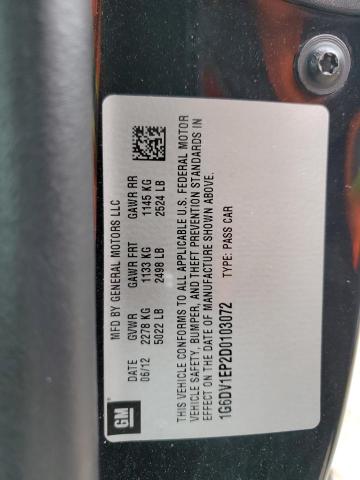 MFD BY GENERAL MOTORS LLC
DATE GVWR GAWR FRT GAWR RR
06/12 2278 KG 1133 KG 1145 KG
5022 LB 2498 LB 2524 LB
THIS VEHICLE CONFORMS TO ALL APPLICABLE U.S. FEDERAL MOTOR
VEHICLE SAFETY, BUMPER, AND THEFT PREVENTION STANDARDS IN
EFFECT ON THE DATE OF MANUFACTURE SHOWN ABOVE.
1G6DV1EP2D0103072 TYPE: PASS CAR
GM